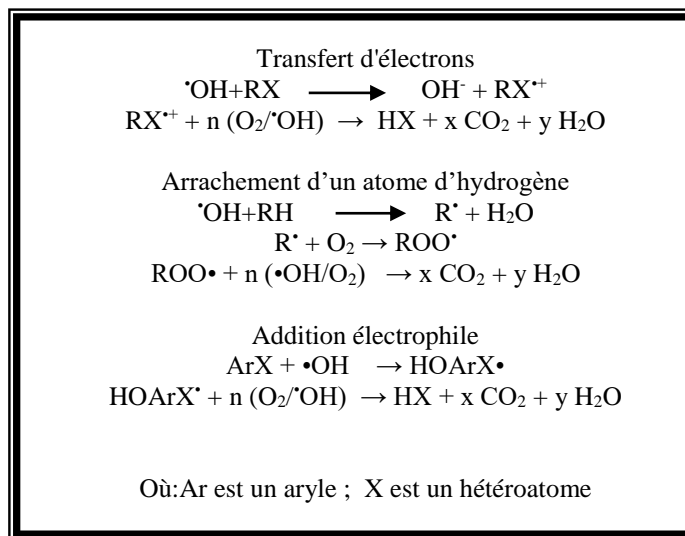 Transfert d'électrons
•OH+RX ⟶ OH⁻ + RX•⁺
RX•⁺ + n (O₂/•OH) → HX + x CO₂ + y H₂O
Arrachement d’un atome d’hydrogène
•OH+RH ⟶ R• + H₂O
R• + O₂ → ROO•
ROO• + n (•OH/O₂) → x CO₂ + y H₂O
Addition électrophile
ArX + •OH → HOArX•
HOArX• + n (O₂/•OH) → HX + x CO₂ + y H₂O
Où:Ar est un aryle ; X est un hétéroatome